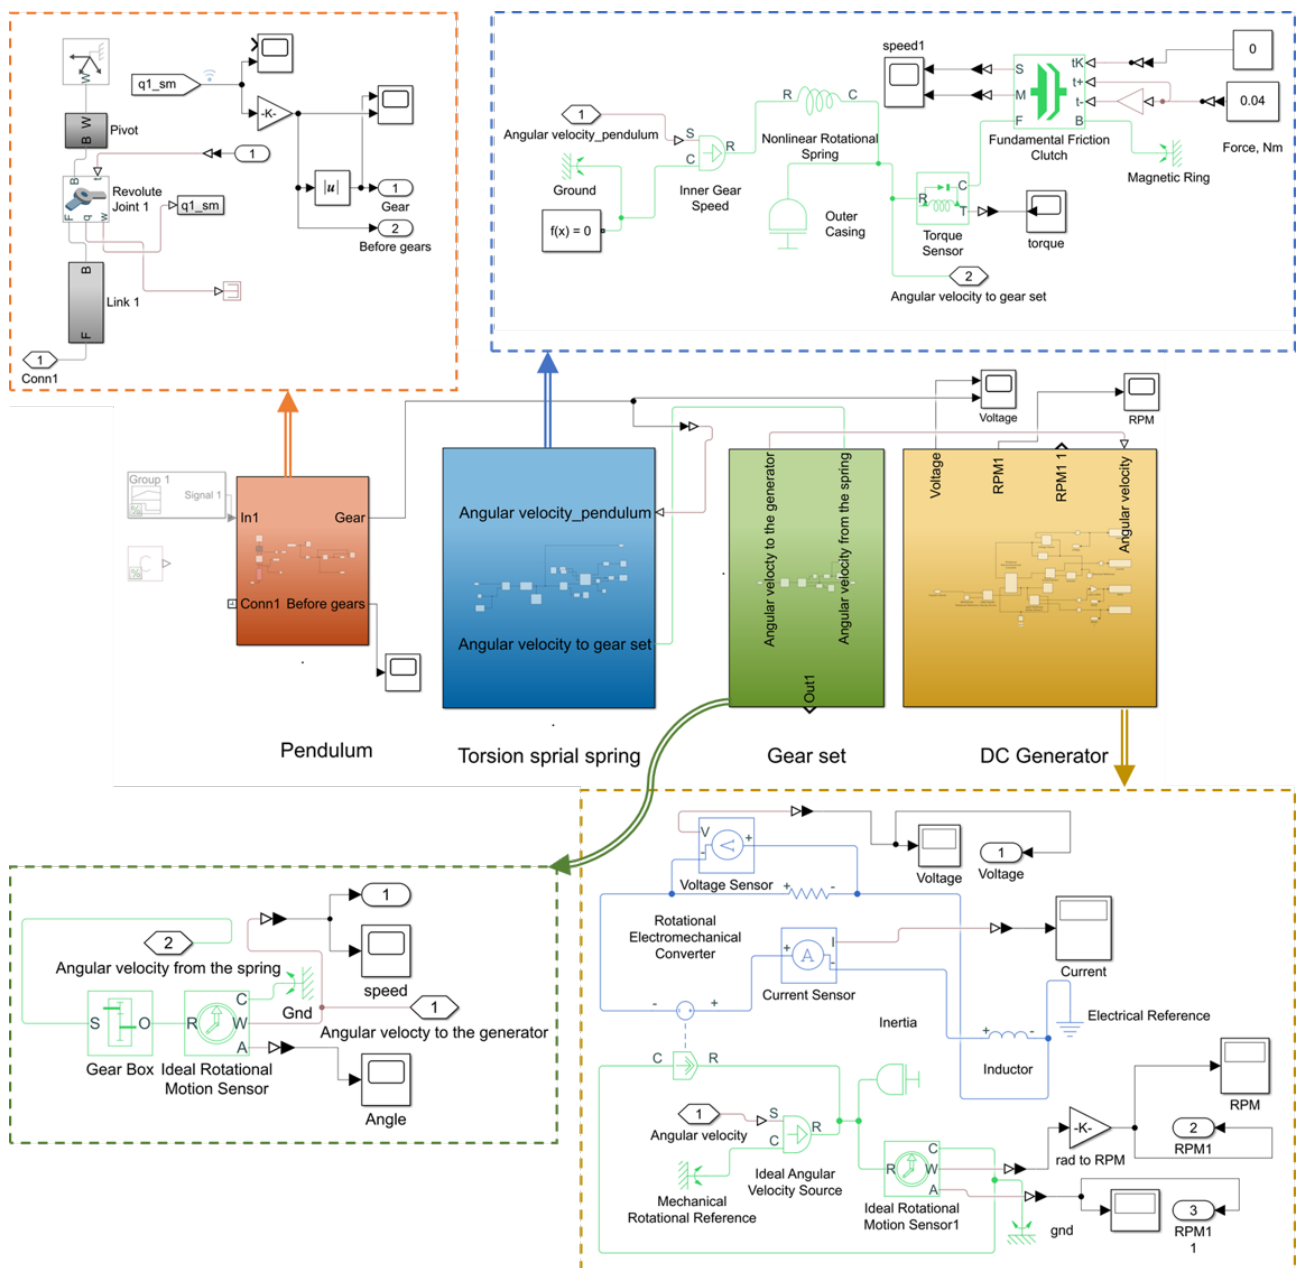 q1_sm
W
Pivot
B W
-K-
1
B
t
Revolute
Joint 1
F
q
w
q1_sm
|u|
1
Gear
2
Before gears
B
Link 1
F
1
Conn1
speed1
1
Angular velocity_pendulum
S
C
R
Ground
f(x) = 0
Inner Gear
Speed
R
C
Nonlinear Rotational
Spring
Outer
Casing
R
C
T
Torque
Sensor
torque
2
Angular velocity to gear set
S
M
F
tK
t+
t-
B
Fundamental Friction
Clutch
0
0.04
Force, Nm
Magnetic Ring
Group 1
Signal 1
%
C
%
In1
Gear
Conn1
Before gears
Angular velocity_pendulum
Angular velocity to gear set
Angular velocty to the generator
Angular velocity from the spring
Out1
Voltage
RPM
Voltage
RPM1
RPM1 1
Angular velocity
Pendulum
Torsion sprial spring
Gear set
DC Generator
2
Angular velocity from the spring
1
speed
Gnd
1
Angular velocty to the generator
S
O
Gear Box
R
C
W
A
Ideal Rotational
Motion Sensor
Angle
V
+
-
V
Voltage Sensor
+
-
Voltage
1
Voltage
Rotational
Electromechanical
Converter
+
A
I
-
Current Sensor
Current
-
+
Inertia
+
-
Inductor
Electrical Reference
C
R
1
Angular velocity
S
C
R
Ideal Angular
Velocity Source
Mechanical
Rotational Reference
R
C
W
A
Ideal Rotational
Motion Sensor1
gnd
-K-
rad to RPM
RPM
2
RPM1
3
RPM1
1